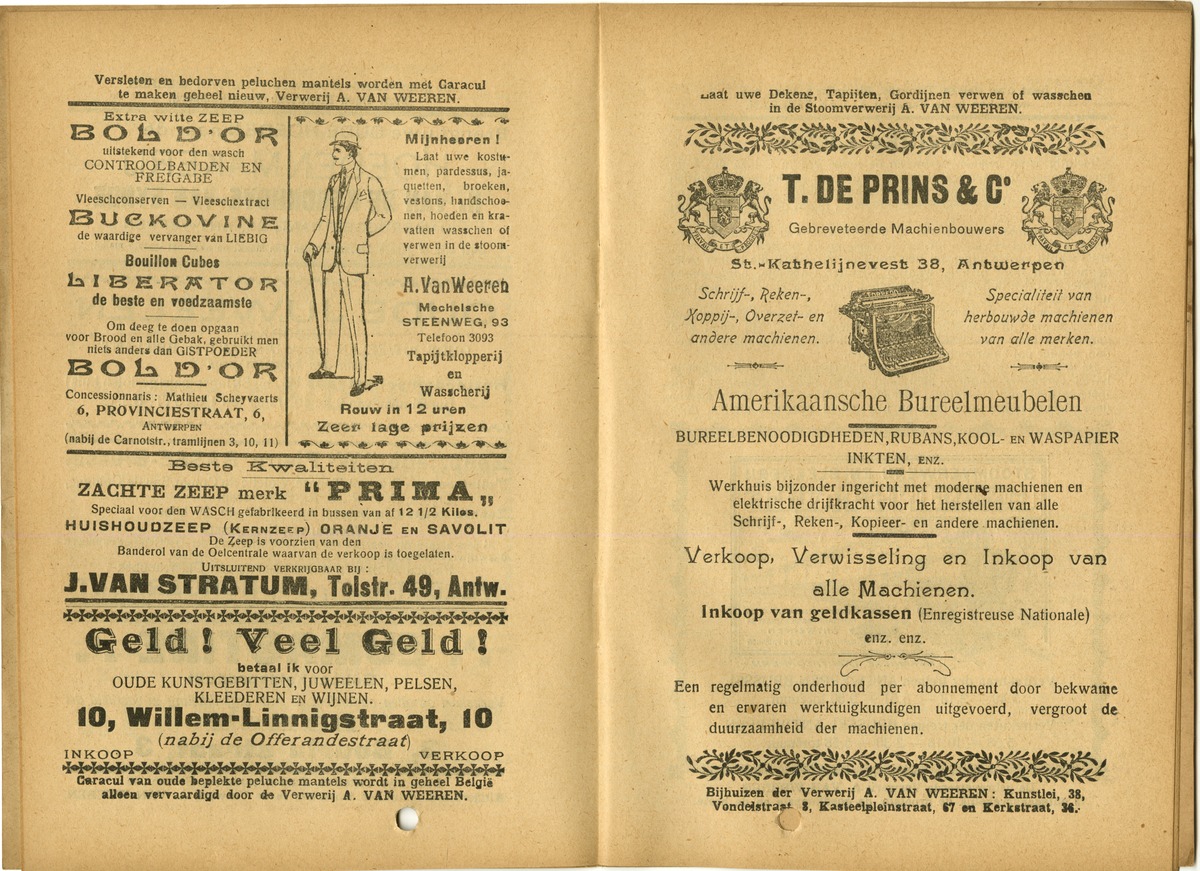 Versleten en bedorven peluchen mantels worden met Caracul
te maken geheel nieuw, Verwerij A. VAN WEEREN.
Extra witte ZEEP
BOL D'OR
uitstekend voor den wasch
CONTROOLBANDEN EN
FREIGABE
Vleeschconserven — Vleeschextract
BUCKOVINE
de waardige vervanger van LIEBIG
Bouillon Cubes
LIBERATOR
de beste en voedzaamste
Om deeg te doen opgaan
voor Brood en alle Gebak, gebruikt men
niets anders dan GISTPOEDER
BOL D'OR
Concessionnaris : Mathieu Scheyvaerts
6, PROVINCIESTRAAT, 6,
ANTWERPEN
(nabij de Carnotstr., tramlijnen 3, 10, 11)
Mijnheeren !
Laat uwe kostu-
men, pardessus, ja-
quetten, broeken,
vestons, handschoe-
nen, hoeden en kra-
vatten wasschen of
verwen in de stoom-
verwerij
A. VanWeeren
Mechelsche
STEENWEG, 93
Telefoon 3093
Tapijtklopperij
en
Wasscherij
Rouw in 12 uren
Zeer lage prijzen
Beste Kwaliteiten
ZACHTE ZEEP merk “PRIMA„
Speciaal voor den WASCH gefabrikeerd in bussen van af 12 1/2 Kilos.
HUISHOUDZEEP (KERNZEEP) ORANJE EN SAVOLIT
De Zeep is voorzien van den
Banderol van de Oelcentrale waarvan de verkoop is toegelaten.
UITSLUITEND VERKRIJGBAAR BIJ :
J. VAN STRATUM, Tolstr. 49, Antw.
Geld ! Veel Geld !
betaal ik voor
OUDE KUNSTGEBITTEN, JUWEELEN, PELSEN,
KLEEDEREN EN WIJNEN.
10, Willem-Linnigstraat, 10
(nabij de Offerandestraat)
INKOOP VERKOOP
Caracul van oude beplekte peluche mantels wordt in geheel België
alleen vervaardigd door de Verwerij A. VAN WEEREN.
Laat uwe Dekens, Tapijten, Gordijnen verwen of wasschen
in de Stoomverwerij A. VAN WEEREN.
T. DE PRINS & Co
Gebreveteerde Machienbouwers
St.-Kathelijnevest 38, Antwerpen
Schrijf-, Reken-,
Koppij-, Overzet- en
andere machienen.
Specialiteit van
herbouwde machienen
van alle merken.
Amerikaansche Bureelmeubelen
BUREELBENOODIGDHEDEN, RUBANS, KOOL- EN WASPAPIER
INKTEN, ENZ.
Werkhuis bijzonder ingericht met moderne machienen en
elektrische drijfkracht voor het herstellen van alle
Schrijf-, Reken-, Kopieer- en andere machienen.
Verkoop, Verwisseling en Inkoop van
alle Machienen.
Inkoop van geldkassen (Enregistreuse Nationale)
enz. enz.
Een regelmatig onderhoud per abonnement door bekwame
en ervaren werktuigkundigen uitgevoerd, vergroot de
duurzaamheid der machienen.
Bijhuizen der Verwerij A. VAN WEEREN : Kunstlei, 38,
Vondelstraat 8, Kasteelpleinstraat, 67 en Kerkstraat, 36.